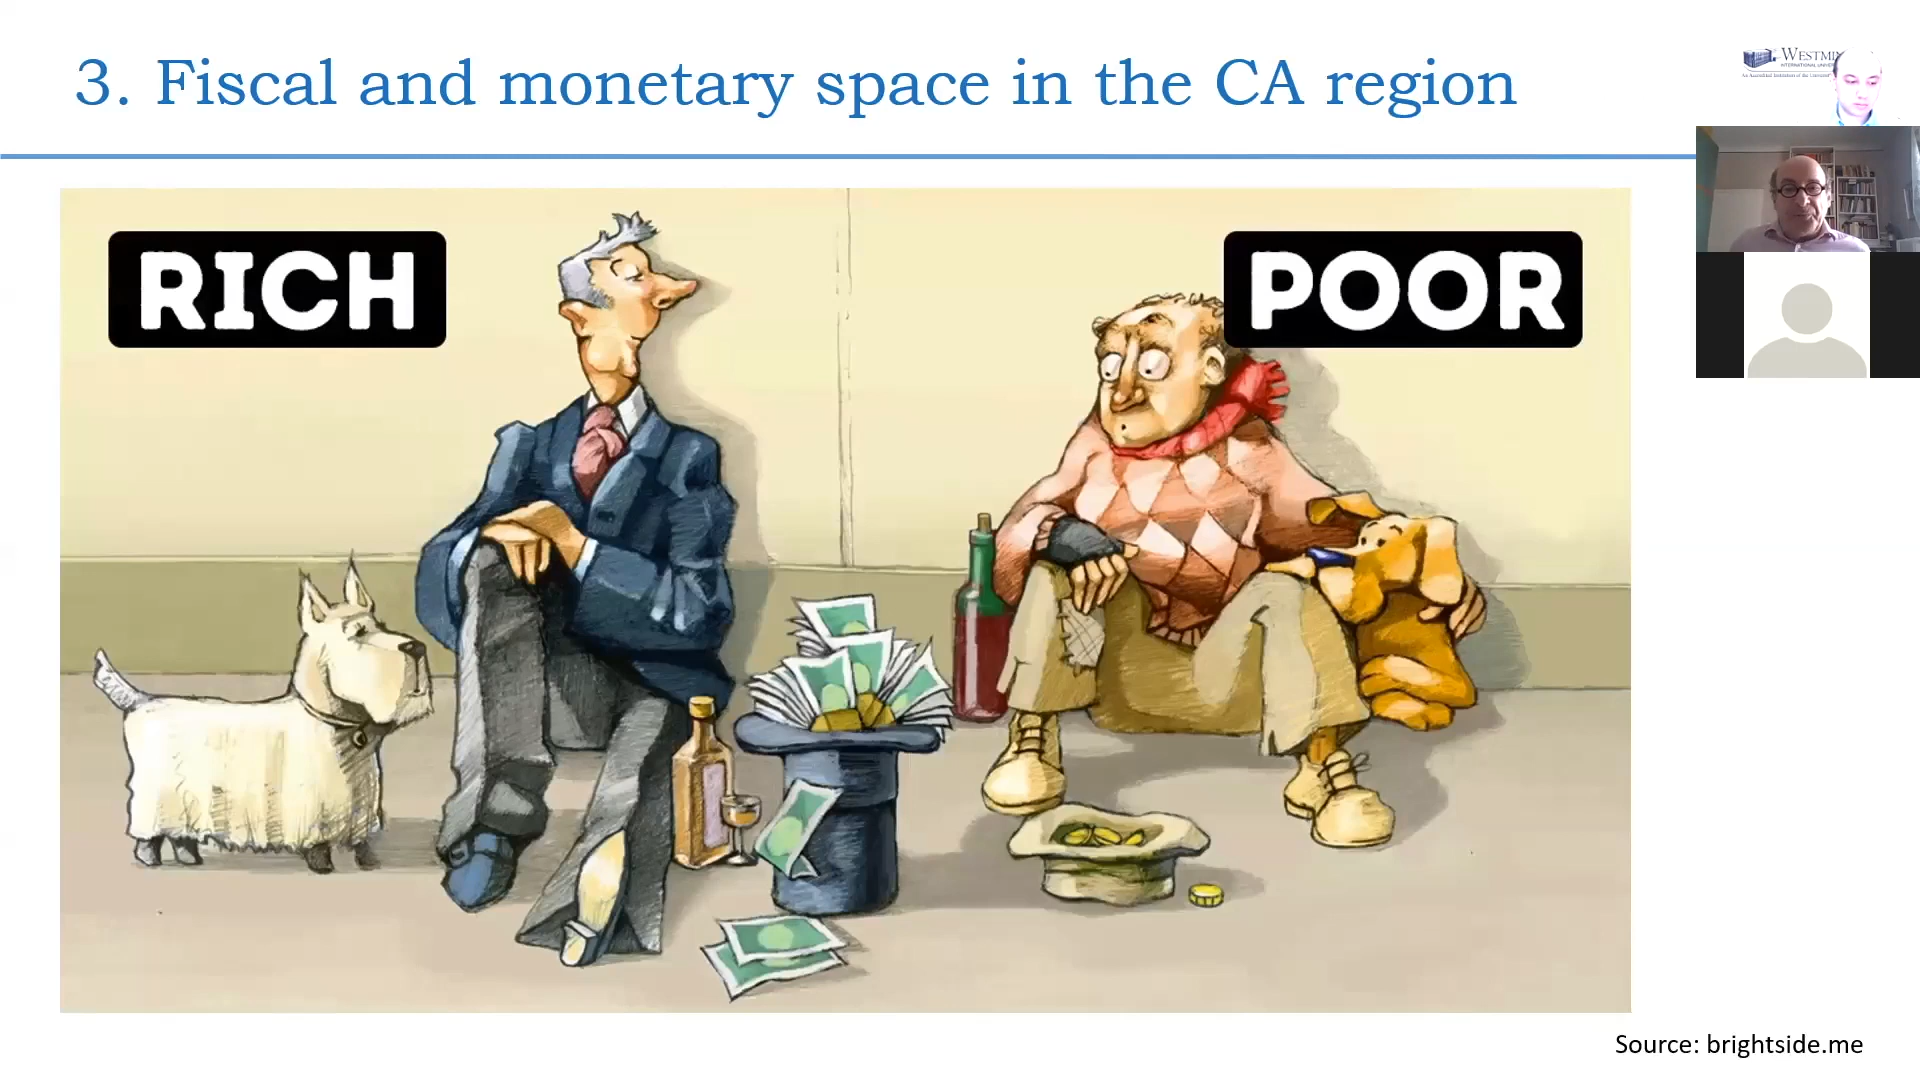 3. Fiscal and monetary space in the CA region
RICH
POOR
Source: brightside.me